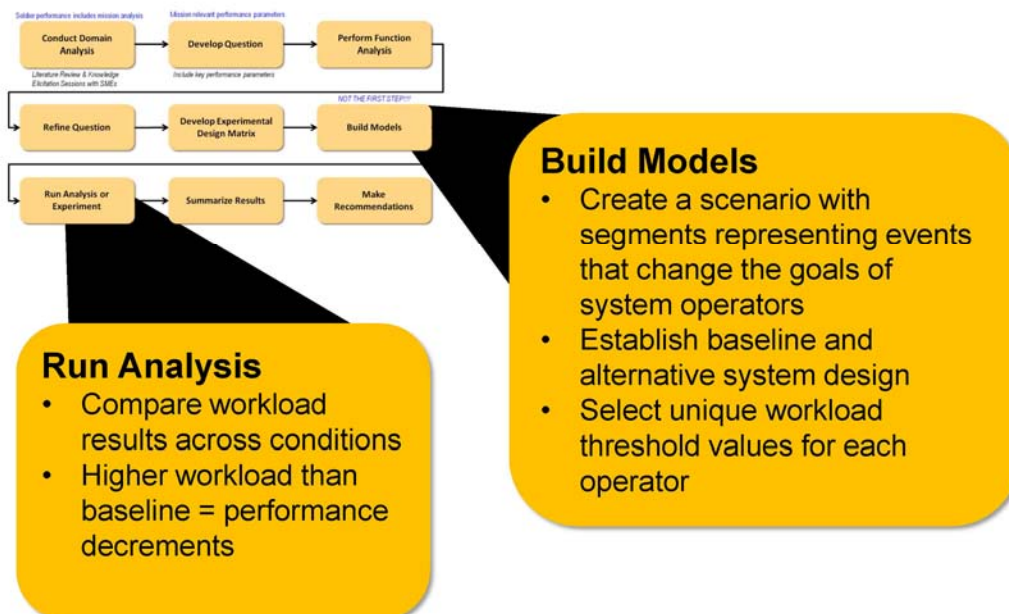 Soldier performance includes mission analysis
Mission relevant performance parameters
Conduct Domain
Analysis
Develop Question
Perform Function
Analysis
Literature Review & Knowledge
Elicitation Sessions with SMEs
Include key performance parameters
NOT THE FIRST STEP!!!!
Refine Question
Develop Experimental
Design Matrix
Build Models
Run Analysis or
Experiment
Summarize Results
Make
Recommendations
Build Models
• Create a scenario with
segments representing events
that change the goals of
system operators
• Establish baseline and
alternative system design
• Select unique workload
threshold values for each
operator
Run Analysis
• Compare workload
results across conditions
• Higher workload than
baseline = performance
decrements